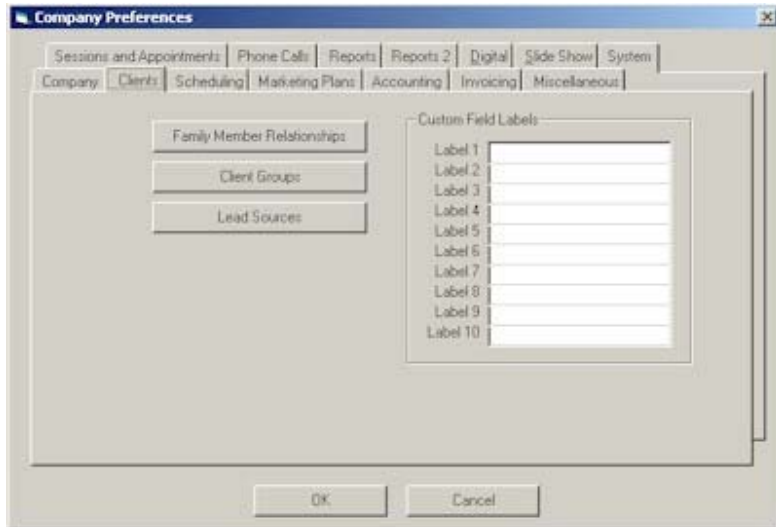 Company Preferences
Sessions and Appointments Phone Calls Reports Reports 2 Digital Slide Show System
Company Clients Scheduling Marketing Plans Accounting Invoicing Miscellaneous
Family Member Relationships
Client Groups
Lead Sources
Custom Field Labels
Label 1
Label 2
Label 3
Label 4
Label 5
Label 6
Label 7
Label 8
Label 9
Label 10
OK Cancel